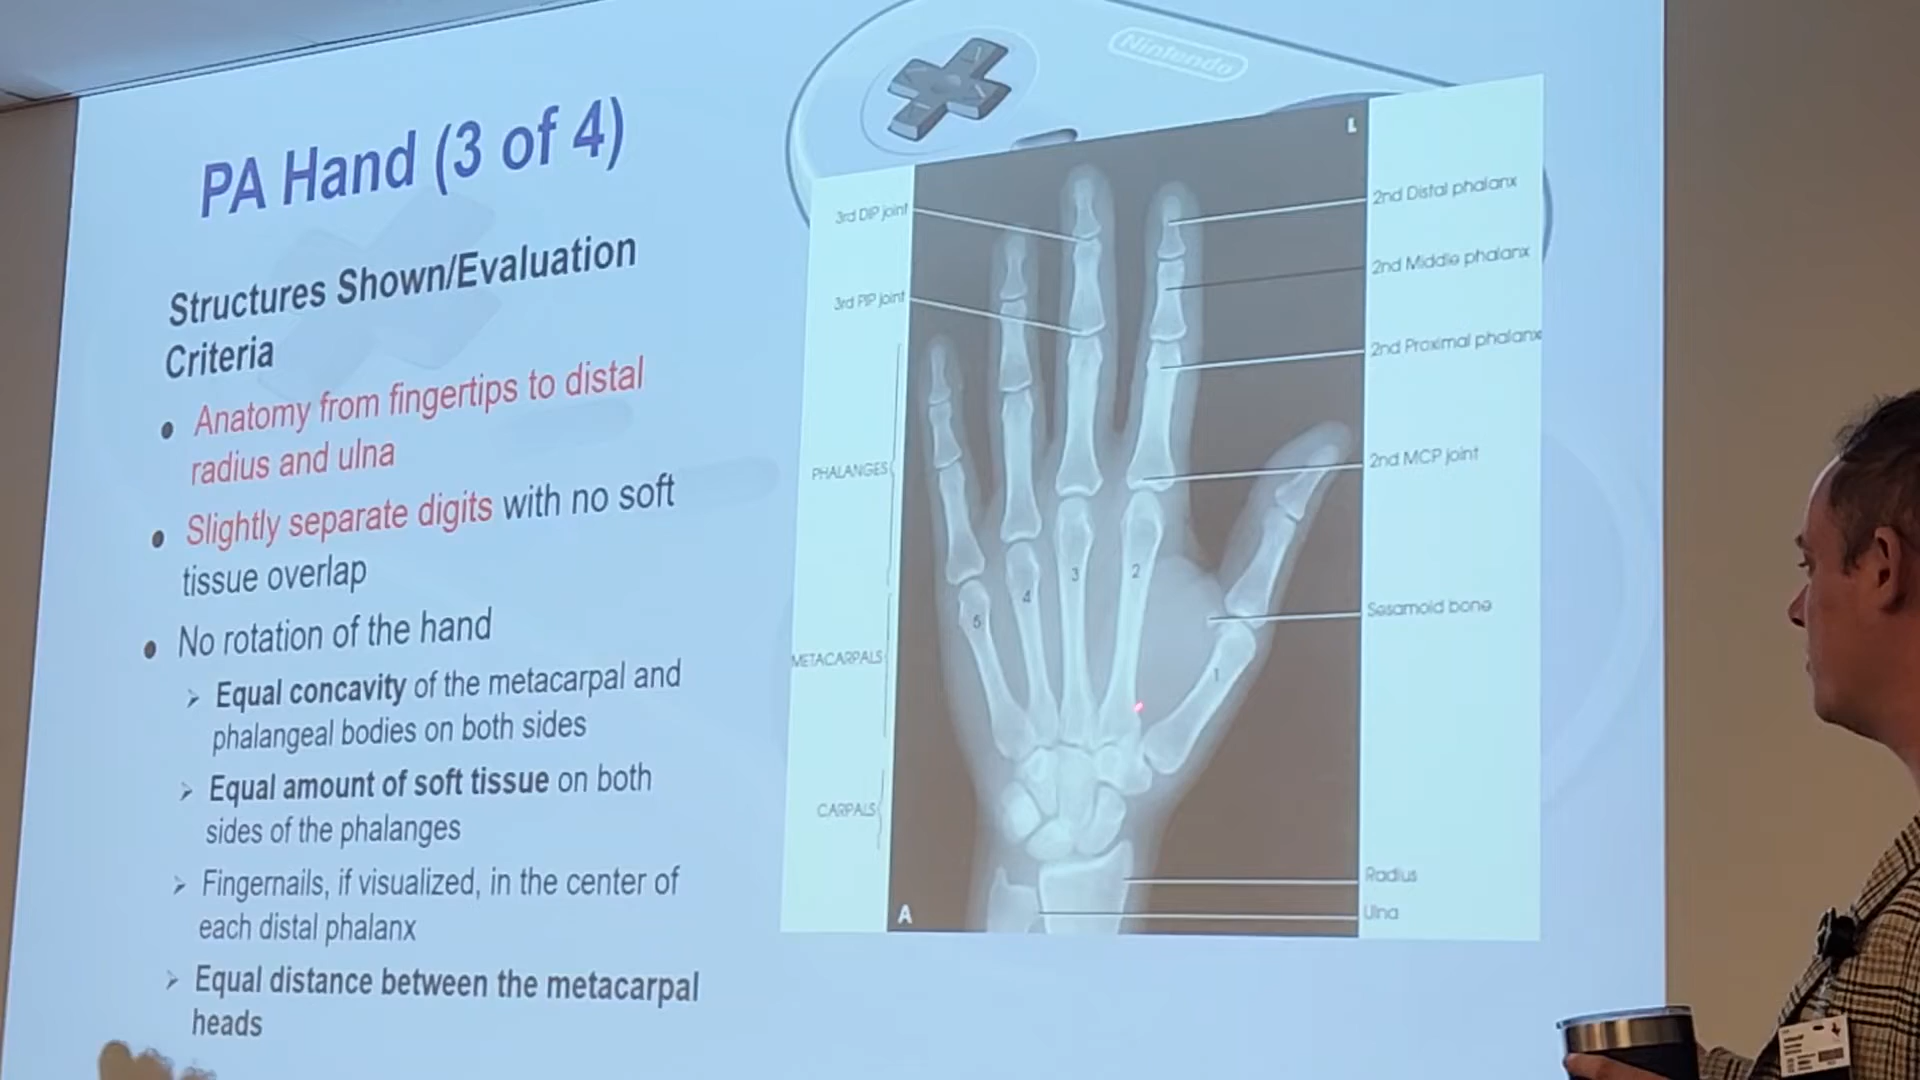 Nintendo
PA Hand (3 of 4)
Structures Shown/Evaluation
Criteria
• Anatomy from fingertips to distal
radius and ulna
• Slightly separate digits with no soft
tissue overlap
• No rotation of the hand
➢ Equal concavity of the metacarpal and
phalangeal bodies on both sides
➢ Equal amount of soft tissue on both
sides of the phalanges
➢ Fingernails, if visualized, in the center of
each distal phalanx
➢ Equal distance between the metacarpal
heads
L
3rd DIP joint
3rd PIP joint
PHALANGES
METACARPALS
CARPALS
2nd Distal phalanx
2nd Middle phalanx
2nd Proximal phalanx
2nd MCP joint
Sesamoid bone
Radius
Ulna
5
4
3
2
1
A